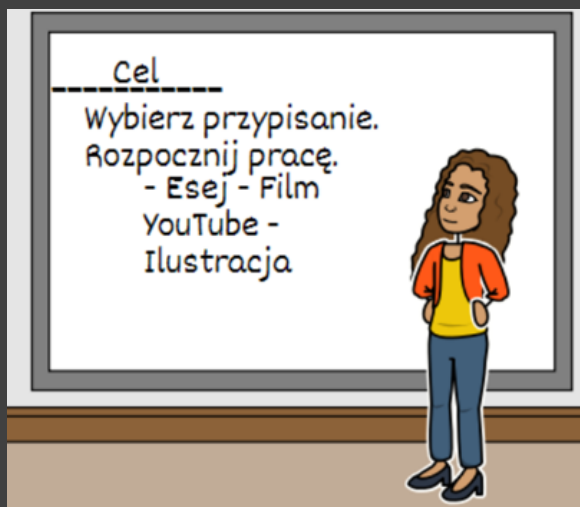 Cel
Wybierz przypisanie.
Rozpocznij pracę.
- Esej - Film
YouTube -
Ilustracja